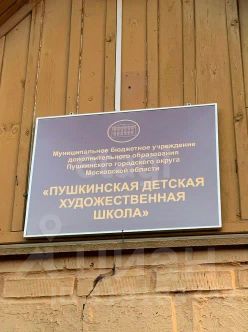 Муниципальное бюджетное учреждение
дополнительного образования
Пушкинского городского округа
Московской области
«ПУШКИНСКАЯ ДЕТСКАЯ
ХУДОЖЕСТВЕННАЯ
ШКОЛА»